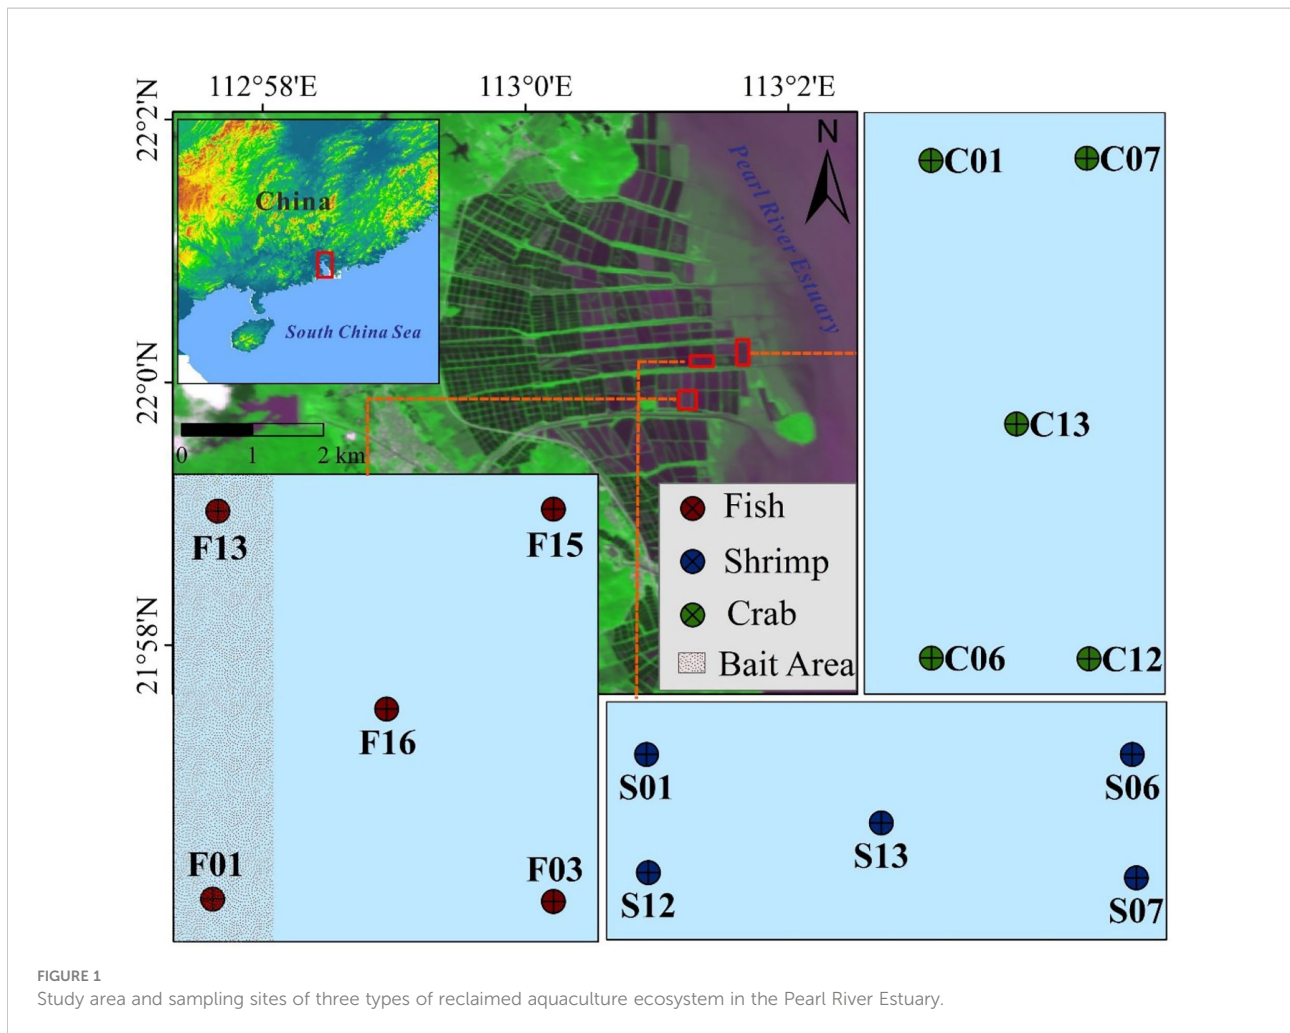 112°58'E 113°0'E 113°2'E
22°2'N
22°0'N
21°58'N
China
South China Sea
Pearl River Estuary
N
0 1 2 km
C01
C07
C13
C06
C12
F13
F15
F16
F01
F03
Fish
Shrimp
Crab
Bait Area
S01
S06
S13
S12
S07
FIGURE 1
Study area and sampling sites of three types of reclaimed aquaculture ecosystem in the Pearl River Estuary.